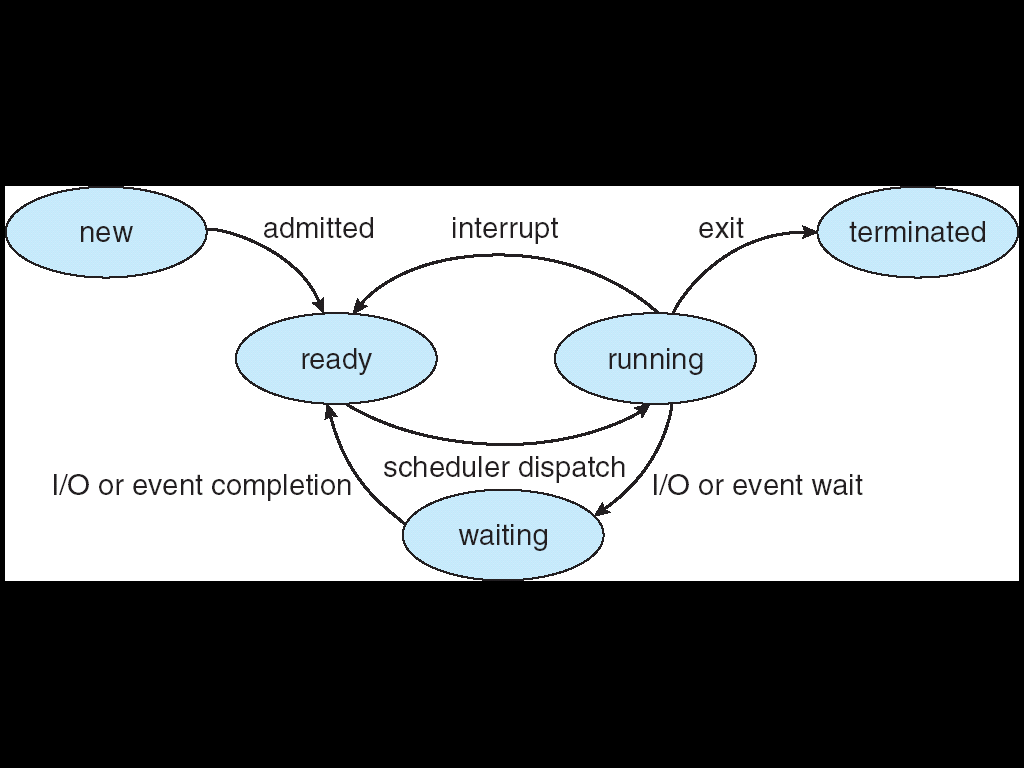 new
admitted
interrupt
exit
terminated
ready
running
scheduler dispatch
I/O or event completion
I/O or event wait
waiting